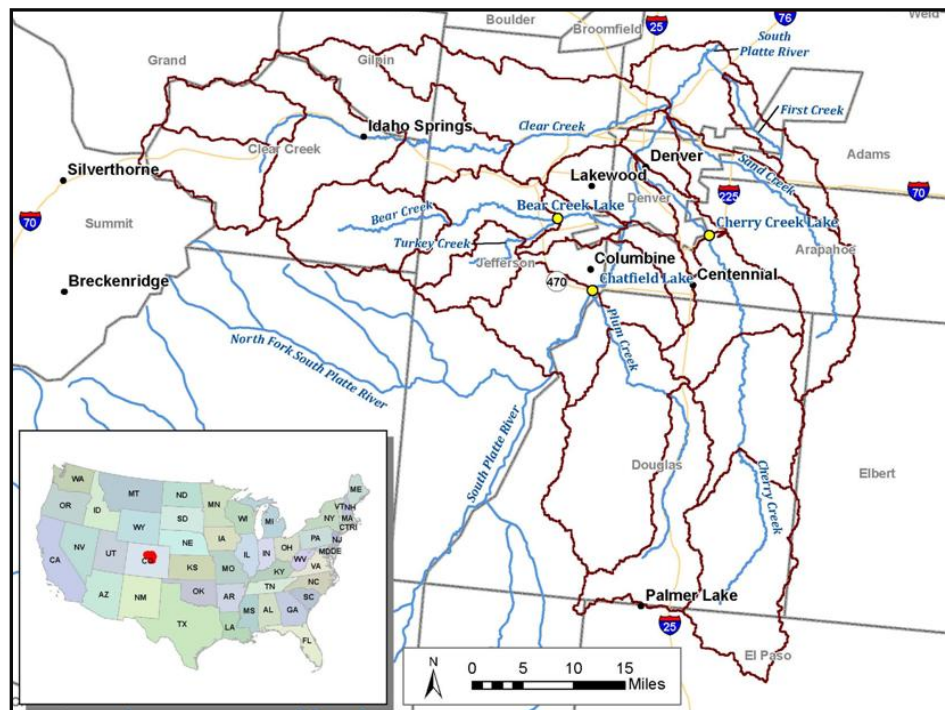 Boulder
Broomfield
25
76
Weld
South
Platte River
Grand
Gilpin
First Creek
Idaho Springs
Clear Creek
Clear Creek
Denver
Adams
Silverthorne
Lakewood
Sand Creek
Denver
225
70
70
Summit
Bear Creek
Bear Creek Lake
Cherry Creek Lake
Turkey Creek
Arapahoe
Jefferson
Columbine
Centennial
Breckenridge
470
Chatfield Lake
Plum Creek
North Fork South Platte
River
South Platte River
Douglas
Elbert
Cherry Creek
Palmer Lake
25
El Paso
WA
MT
ND
MN
ME
OR
ID
SD
WI
MI
VT
NH
NY
MA
WY
CT
RI
IA
PA
NE
NJ
NV
UT
CO
IL
IN
OH
MD
DE
WV
CA
KS
MO
VA
KY
NC
TN
AZ
NM
OK
AR
SC
MS
AL
GA
TX
LA
FL
N
0 5 10 15
Miles